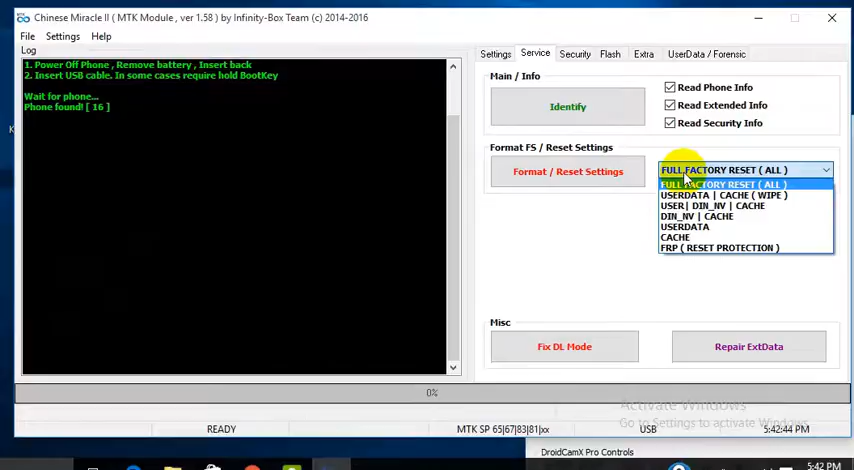 Chinese Miracle II ( MTK Module , ver 1.58 ) by Infinity-Box Team (c) 2014-2016
File Settings Help
Log
1. Power Off Phone , Remove battery , Insert back
2. Insert USB cable. In some cases require hold BootKey
Wait for phone...
Phone found! [ 16 ]
Settings Service Security Flash Extra UserData / Forensic
Main / Info
Identify
Read Phone Info
Read Extended Info
Read Security Info
Format FS / Reset Settings
Format / Reset Settings
FULL FACTORY RESET ( ALL )
FULL FACTORY RESET ( ALL )
USERDATA | CACHE ( WIPE )
USER| DIN_NV | CACHE
DIN_NV | CACHE
USERDATA
CACHE
FRP ( RESET PROTECTION )
Misc
Fix DL Mode
Repair ExtData
0%
Activate Windows
Go to Settings to activate Windows.
READY
MTK SP 65|67|83|81|xx
USB
5:42:44 PM
DroidCamX Pro Controls
5:42 PM
K